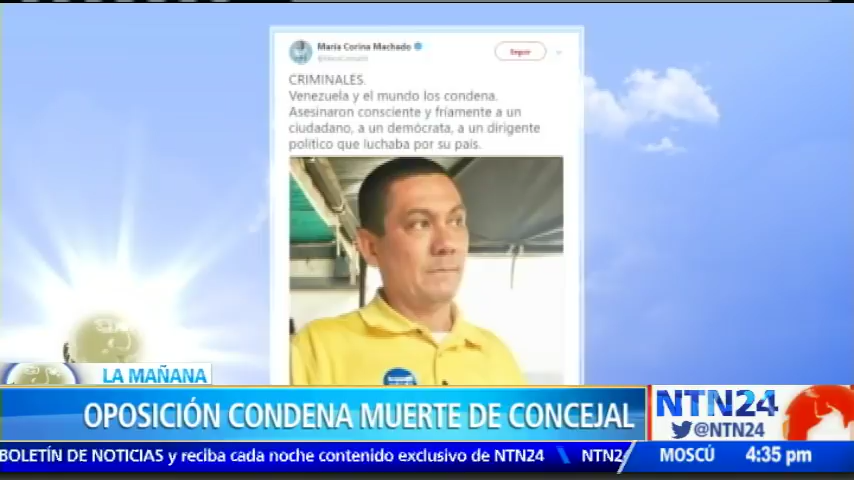 María Corina Machado
Seguir
CRIMINALES.
Venezuela y el mundo los condena.
Asesinaron consciente y fríamente a un
ciudadano, a un demócrata, a un dirigente
político que luchaba por su país.
LA MAÑANA
OPOSICIÓN CONDENA MUERTE DE CONCEJAL
NTN24
@NTN24
BOLETÍN DE NOTICIAS y reciba cada noche contenido exclusivo de NTN24 \ NTN24
MOSCÚ 4:35 pm